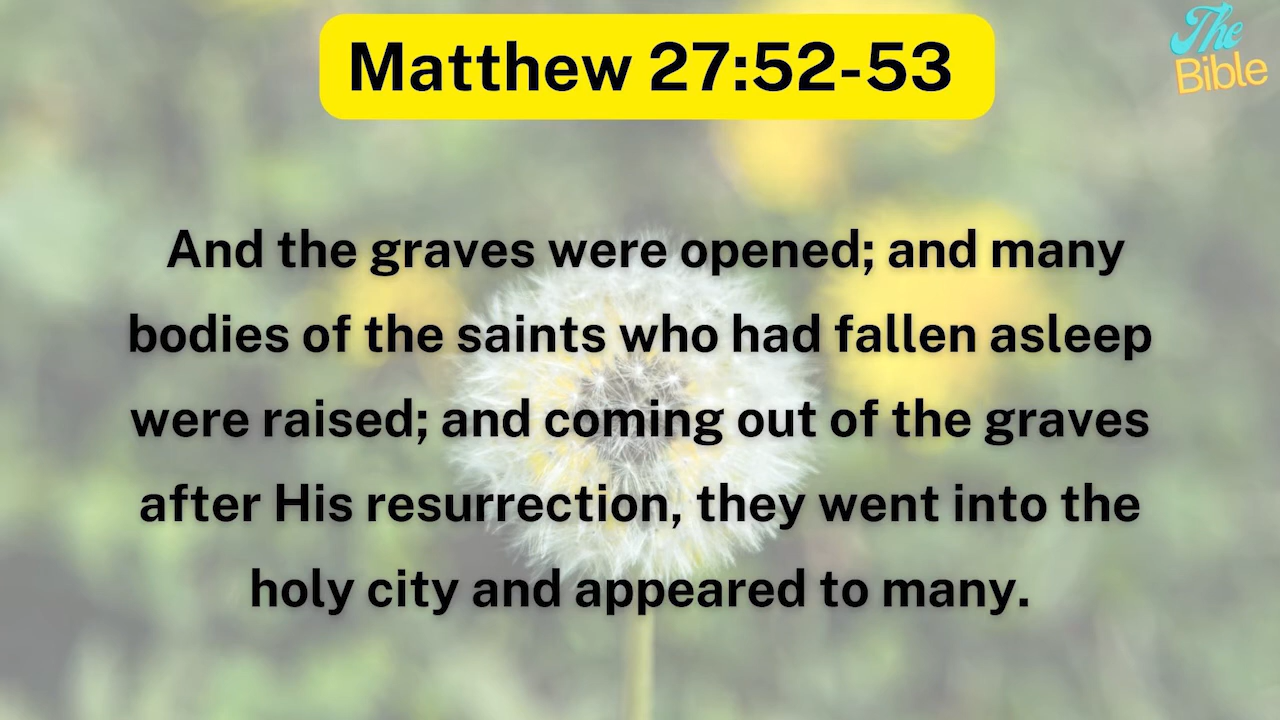 Matthew 27:52-53
The
Bible
And the graves were opened; and many
bodies of the saints who had fallen asleep
were raised; and coming out of the graves
after His resurrection, they went into the
holy city and appeared to many.